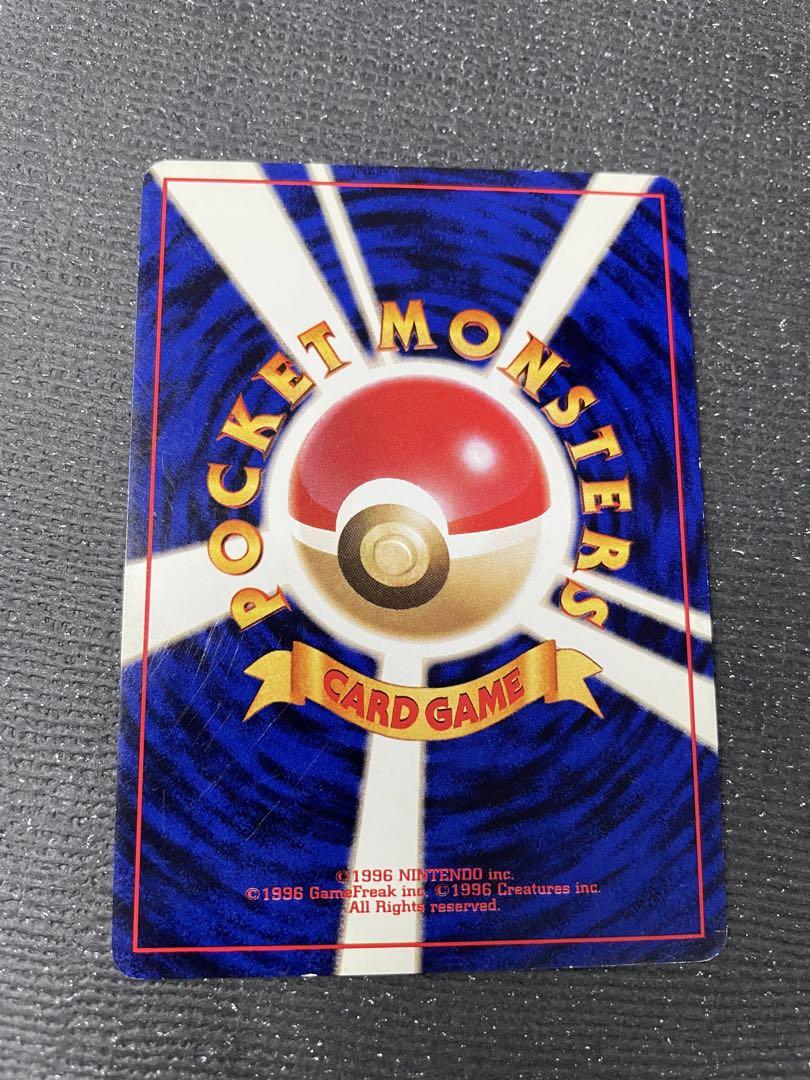 POCKET MONSTERS
CARD GAME
©1996 NINTENDO inc.
©1996 GameFreak inc. ©1996 Creatures inc.
All Rights reserved.